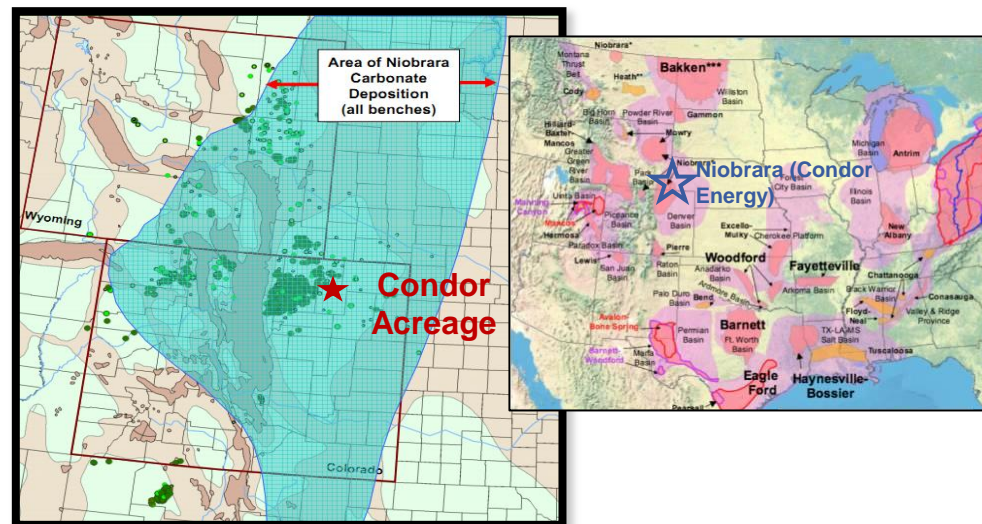 Area of Niobrara
Carbonate
Deposition
(all benches)
Wyoming
Condor
Acreage
Colorado
Niobrara*
Montana
Thrust
Belt
Heath**
Bakken***
Cody
Williston
Basin
Big Horn
Basin
Powder River
Basin
Gammon
Hilliard-
Baxter
Mancos
Mowry
Greater
Green
River
Basin
Niobrara*
Niobrara (Condor
Energy)
Michigan
Basin
Antrim
City Basin
Illinois
Basin
Uinta Basin
Manning
Canyon
Mancos
Piceance
Basin
Denver
Basin
Hermosa
Paradox Basin
Excello-
Mulky
Cherokee Platform
New
Albany
Pierre
Lewis
San Juan
Basin
Raton
Basin
Woodford
Anadarko
Basin
Fayetteville
Chattanooga
Arkoma Basin
Ardmore Basin
Black Warrior
Basin
Conasauga
Palo Duro
Basin
Bend
Floyd-
Neal
Valley & Ridge
Province
Avalon-
Bone Spring
Permian
Basin
Barnett
Ft. Worth
Basin
TX-LA-MS
Salt Basin
Tuscaloosa
Barnett-
Woodford
Marfa
Basin
Eagle
Ford
Haynesville-
Bossier
Pearsall